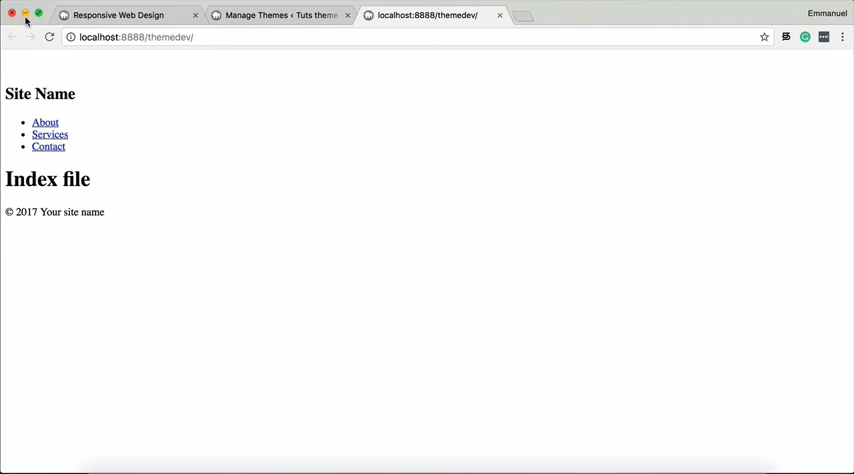 Responsive Web Design
Manage Themes ‹ Tuts theme
localhost:8888/themedev/
Emmanuel
localhost:8888/themedev/
Site Name
About
Services
Contact
Index file
© 2017 Your site name